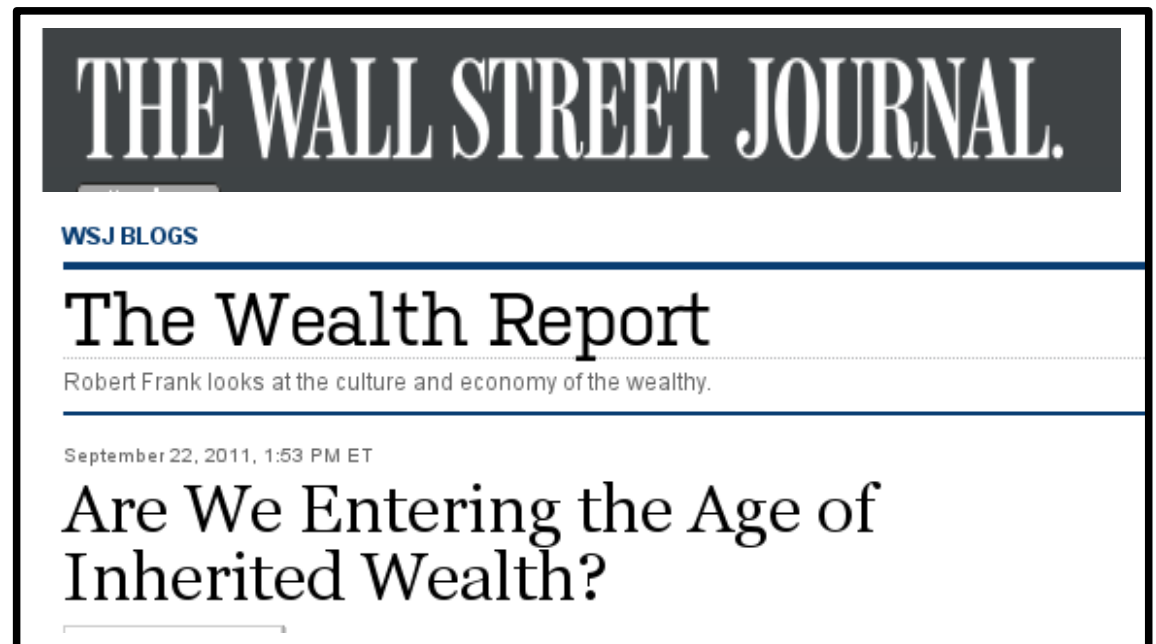 THE WALL STREET JOURNAL.
WSJ BLOGS
The Wealth Report
Robert Frank looks at the culture and economy of the wealthy.
September 22, 2011, 1:53 PM ET
Are We Entering the Age of
Inherited Wealth?